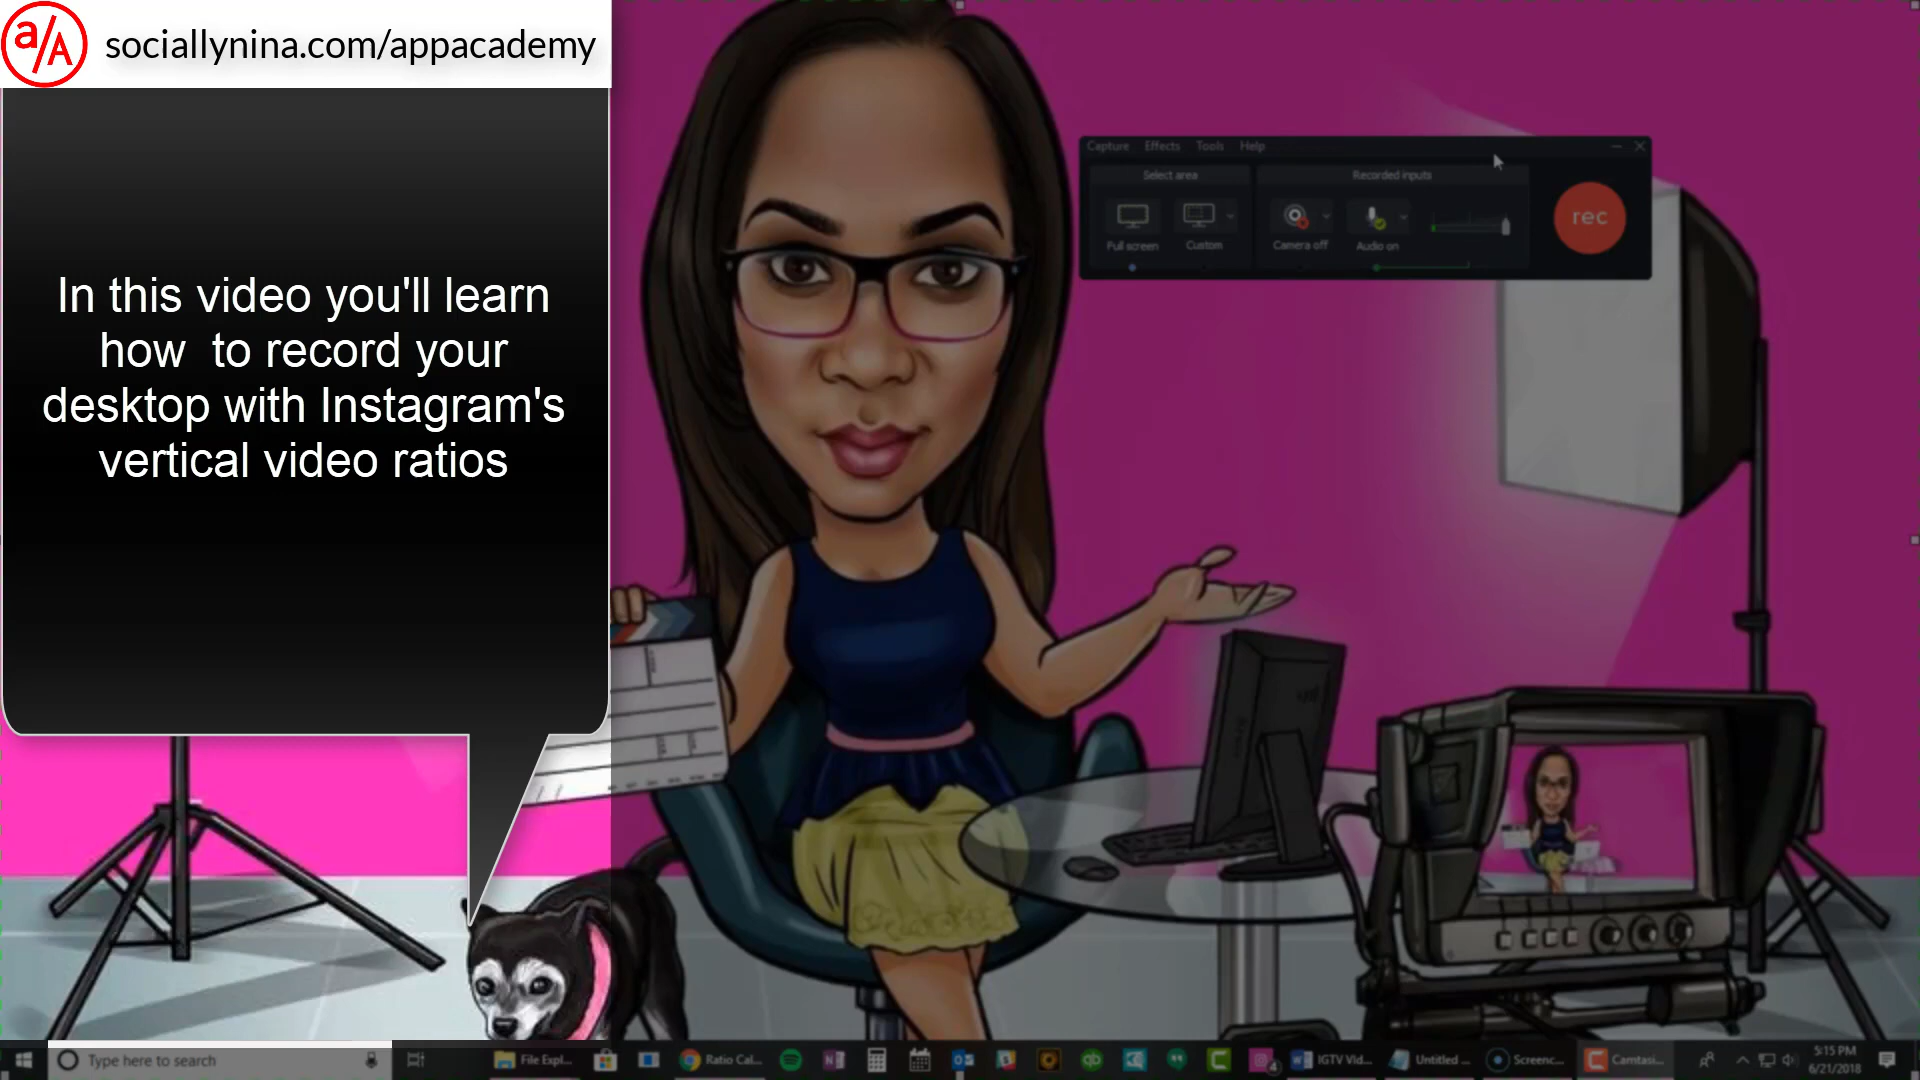 a/A sociallynina.com/appacademy
In this video you'll learn
how to record your
desktop with Instagram's
vertical video ratios
Capture Effects Tools Help
Select area Recorded inputs
Full screen Custom Camera off Audio on
rec
Type here to search
File Expl...
Ratio Cal...
4
IGTV Vid...
Untitled ...
Screenc...
Camtasi...
5:15 PM
6/21/2018